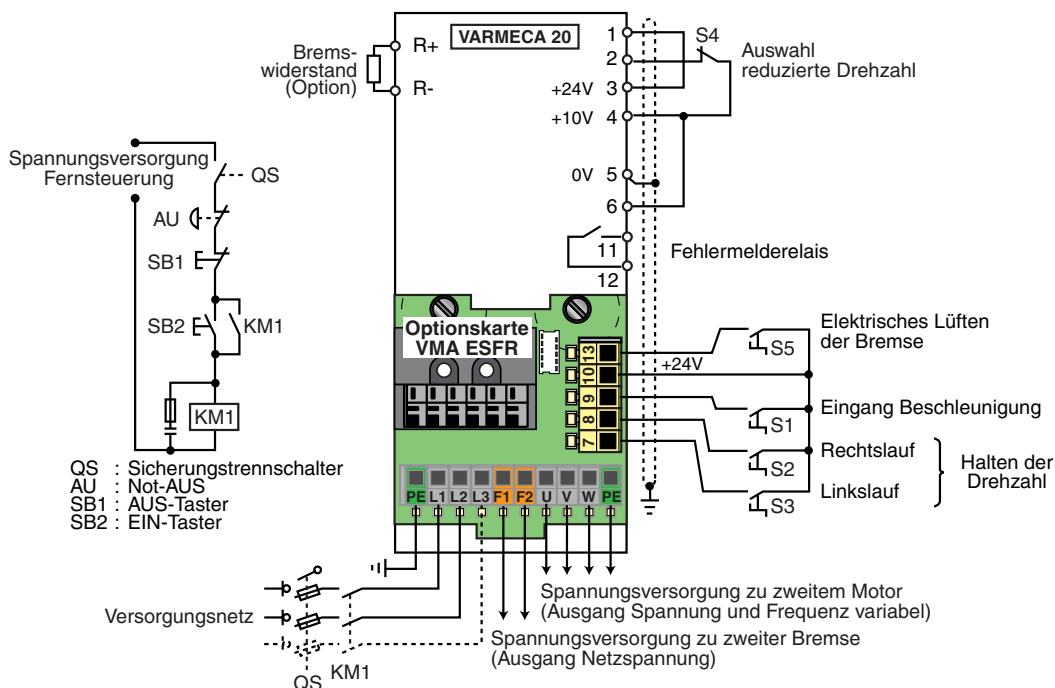 VARMECA 20
Brems-
widerstand
(Option)
R+
R-
1
2
+24V 3
+10V 4
0V 5
6
11
12
S4
Auswahl
reduzierte Drehzahl
Fehlermelderelais
Spannungsversorgung
Fernsteuerung
QS
AU
SB1
SB2
KM1
KM1
QS : Sicherungstrennschalter
AU : Not-AUS
SB1 : AUS-Taster
SB2 : EIN-Taster
Optionskarte
VMA ESFR
13
10
9
8
7
+24V
Elektrisches Lüften
der Bremse
S5
Eingang Beschleunigung
S1
Rechtslauf
S2
Linkslauf
S3
Halten der
Drehzahl
PE L1 L2 L3 F1 F2 U V W PE
Versorgungsnetz
QS
KM1
Spannungsversorgung zu zweitem Motor
(Ausgang Spannung und Frequenz variabel)
Spannungsversorgung zu zweiter Bremse
(Ausgang Netzspannung)